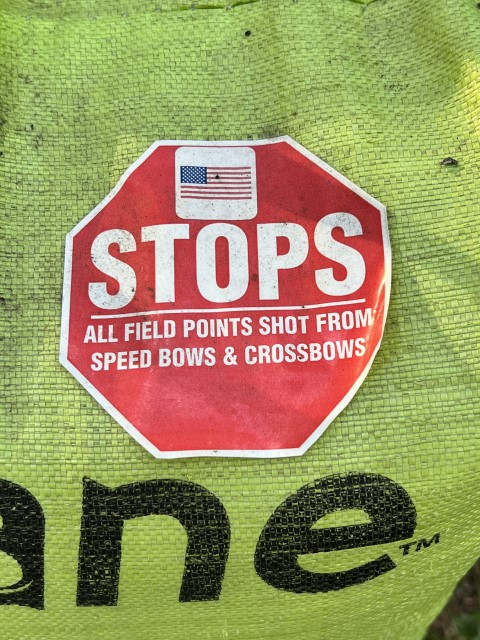 STOPS
ALL FIELD POINTS SHOT FROM
SPEED BOWS & CROSSBOWS
ane™